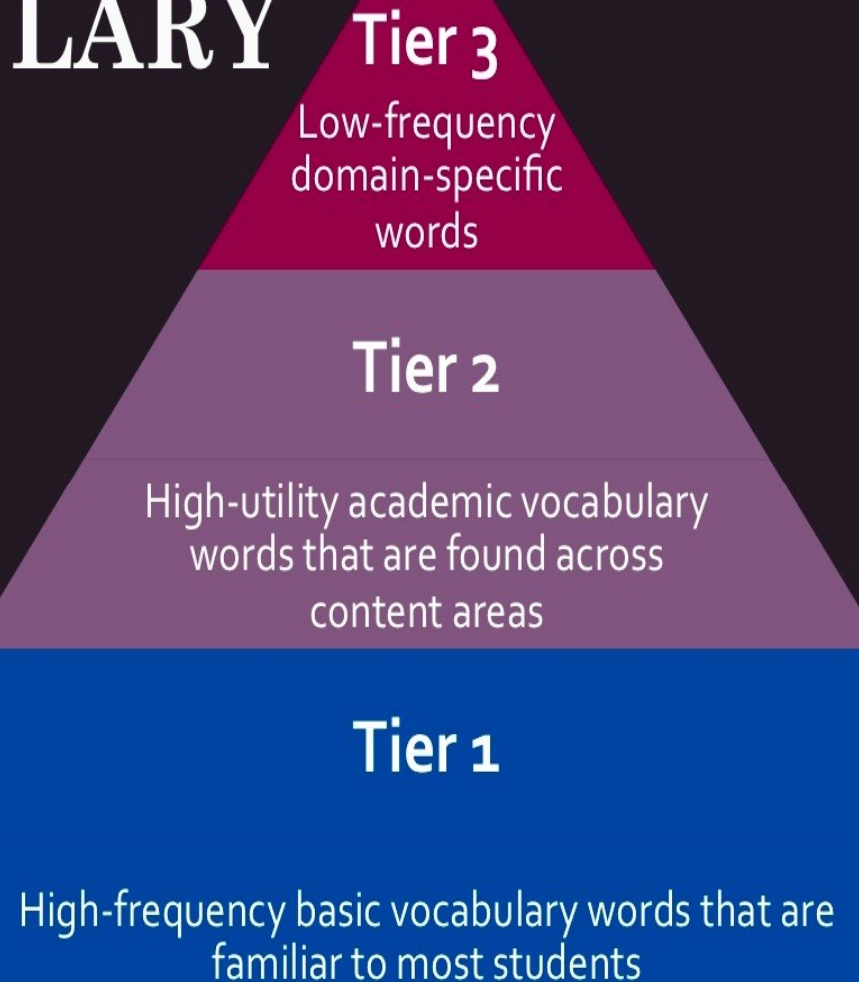 LARY
Tier 3
Low-frequency
domain-specific
words
Tier 2
High-utility academic vocabulary
words that are found across
content areas
Tier 1
High-frequency basic vocabulary words that are
familiar to most students